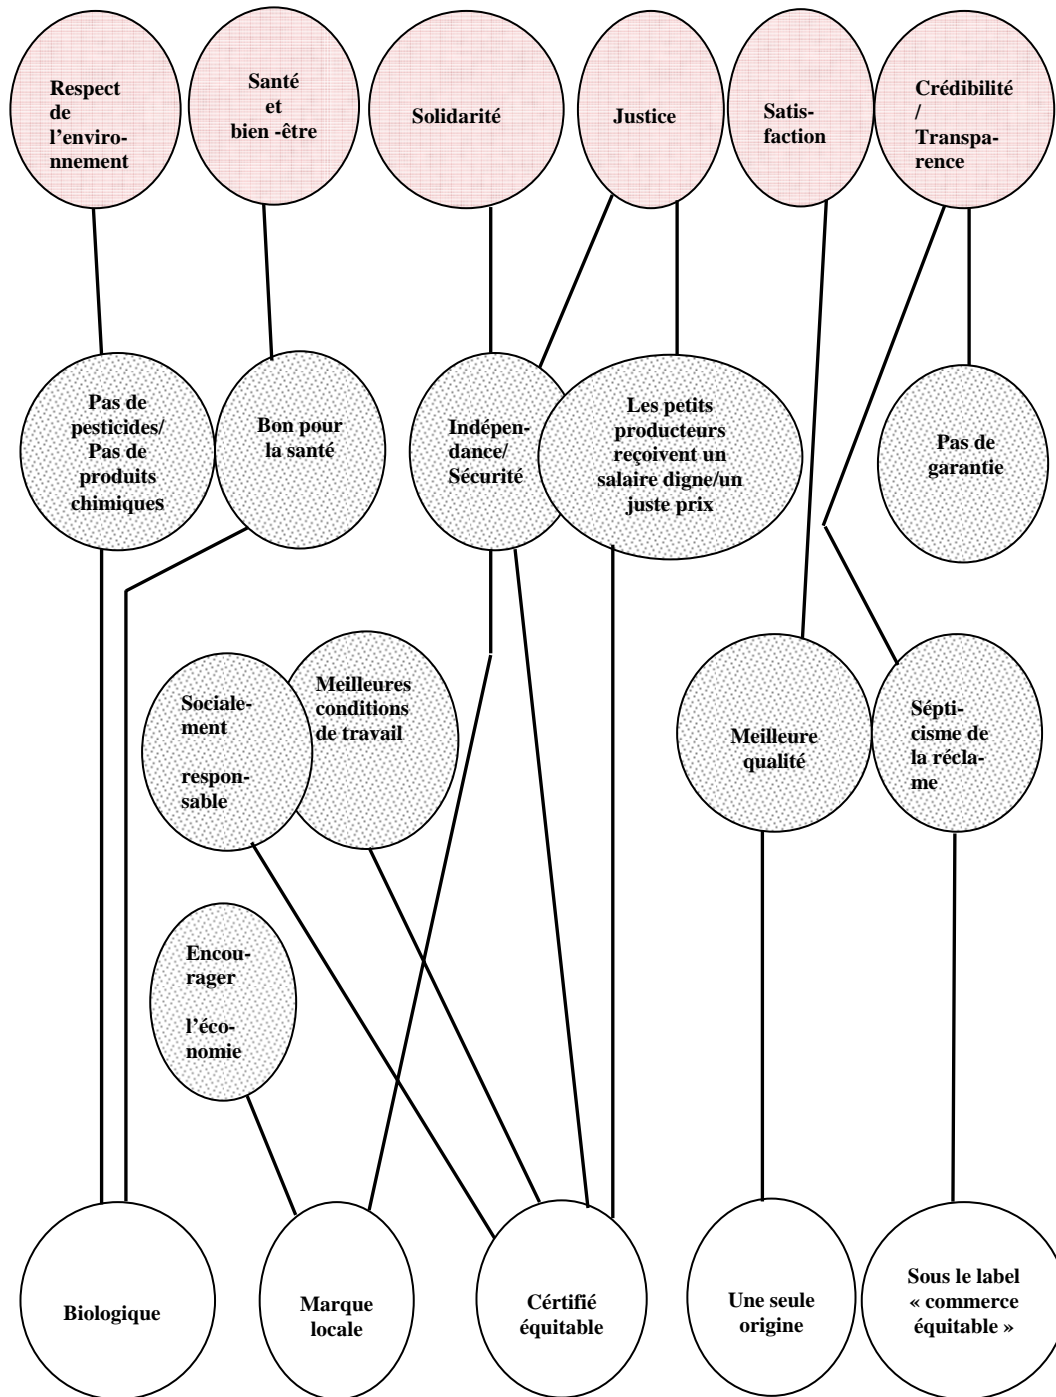 Respect
de
l'enviro-
nnement
Santé
et
bien -être
Solidarité
Justice
Satis-
faction
Crédibilité
/
Transpa-
rence
Pas de
pesticides/
Pas de
produits
chimiques
Bon pour
la santé
Indépen-
dance/
Sécurité
Les petits
producteurs
reçoivent un
salaire digne/un
juste prix
Pas de
garantie
Sociale-
ment
respon-
sable
Meilleures
conditions
de travail
Meilleure
qualité
Sépti-
cisme de
la récla-
me
Encou-
rager
l'éco-
nomie
Biologique
Marque
locale
Cértifié
équitable
Une seule
origine
Sous le label
« commerce
équitable »